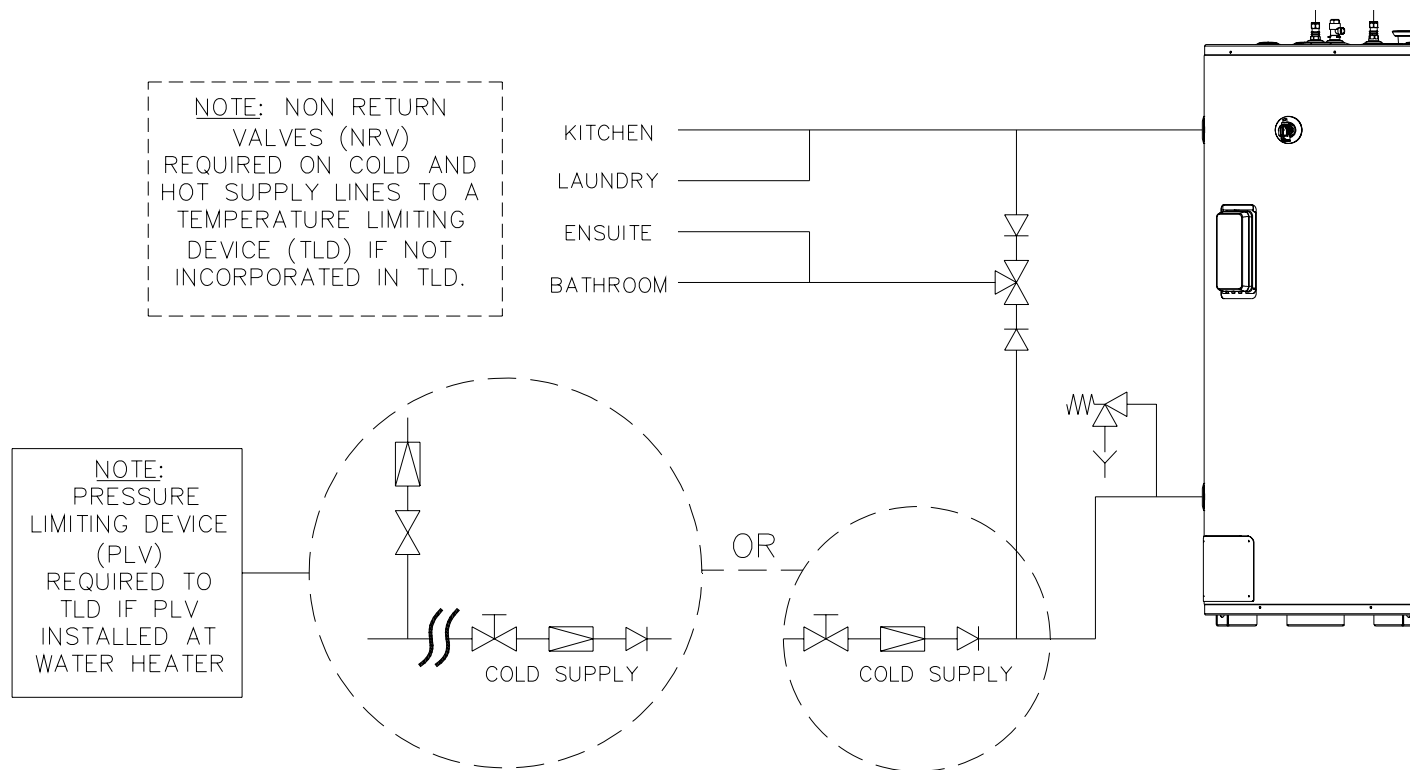 NOTE: NON RETURN
VALVES (NRV)
REQUIRED ON COLD AND
HOT SUPPLY LINES TO A
TEMPERATURE LIMITING
DEVICE (TLD) IF NOT
INCORPORATED IN TLD.
KITCHEN
LAUNDRY
ENSUITE
BATHROOM
NOTE:
PRESSURE
LIMITING DEVICE
(PLV)
REQUIRED TO
TLD IF PLV
INSTALLED AT
WATER HEATER
OR
COLD SUPPLY
COLD SUPPLY